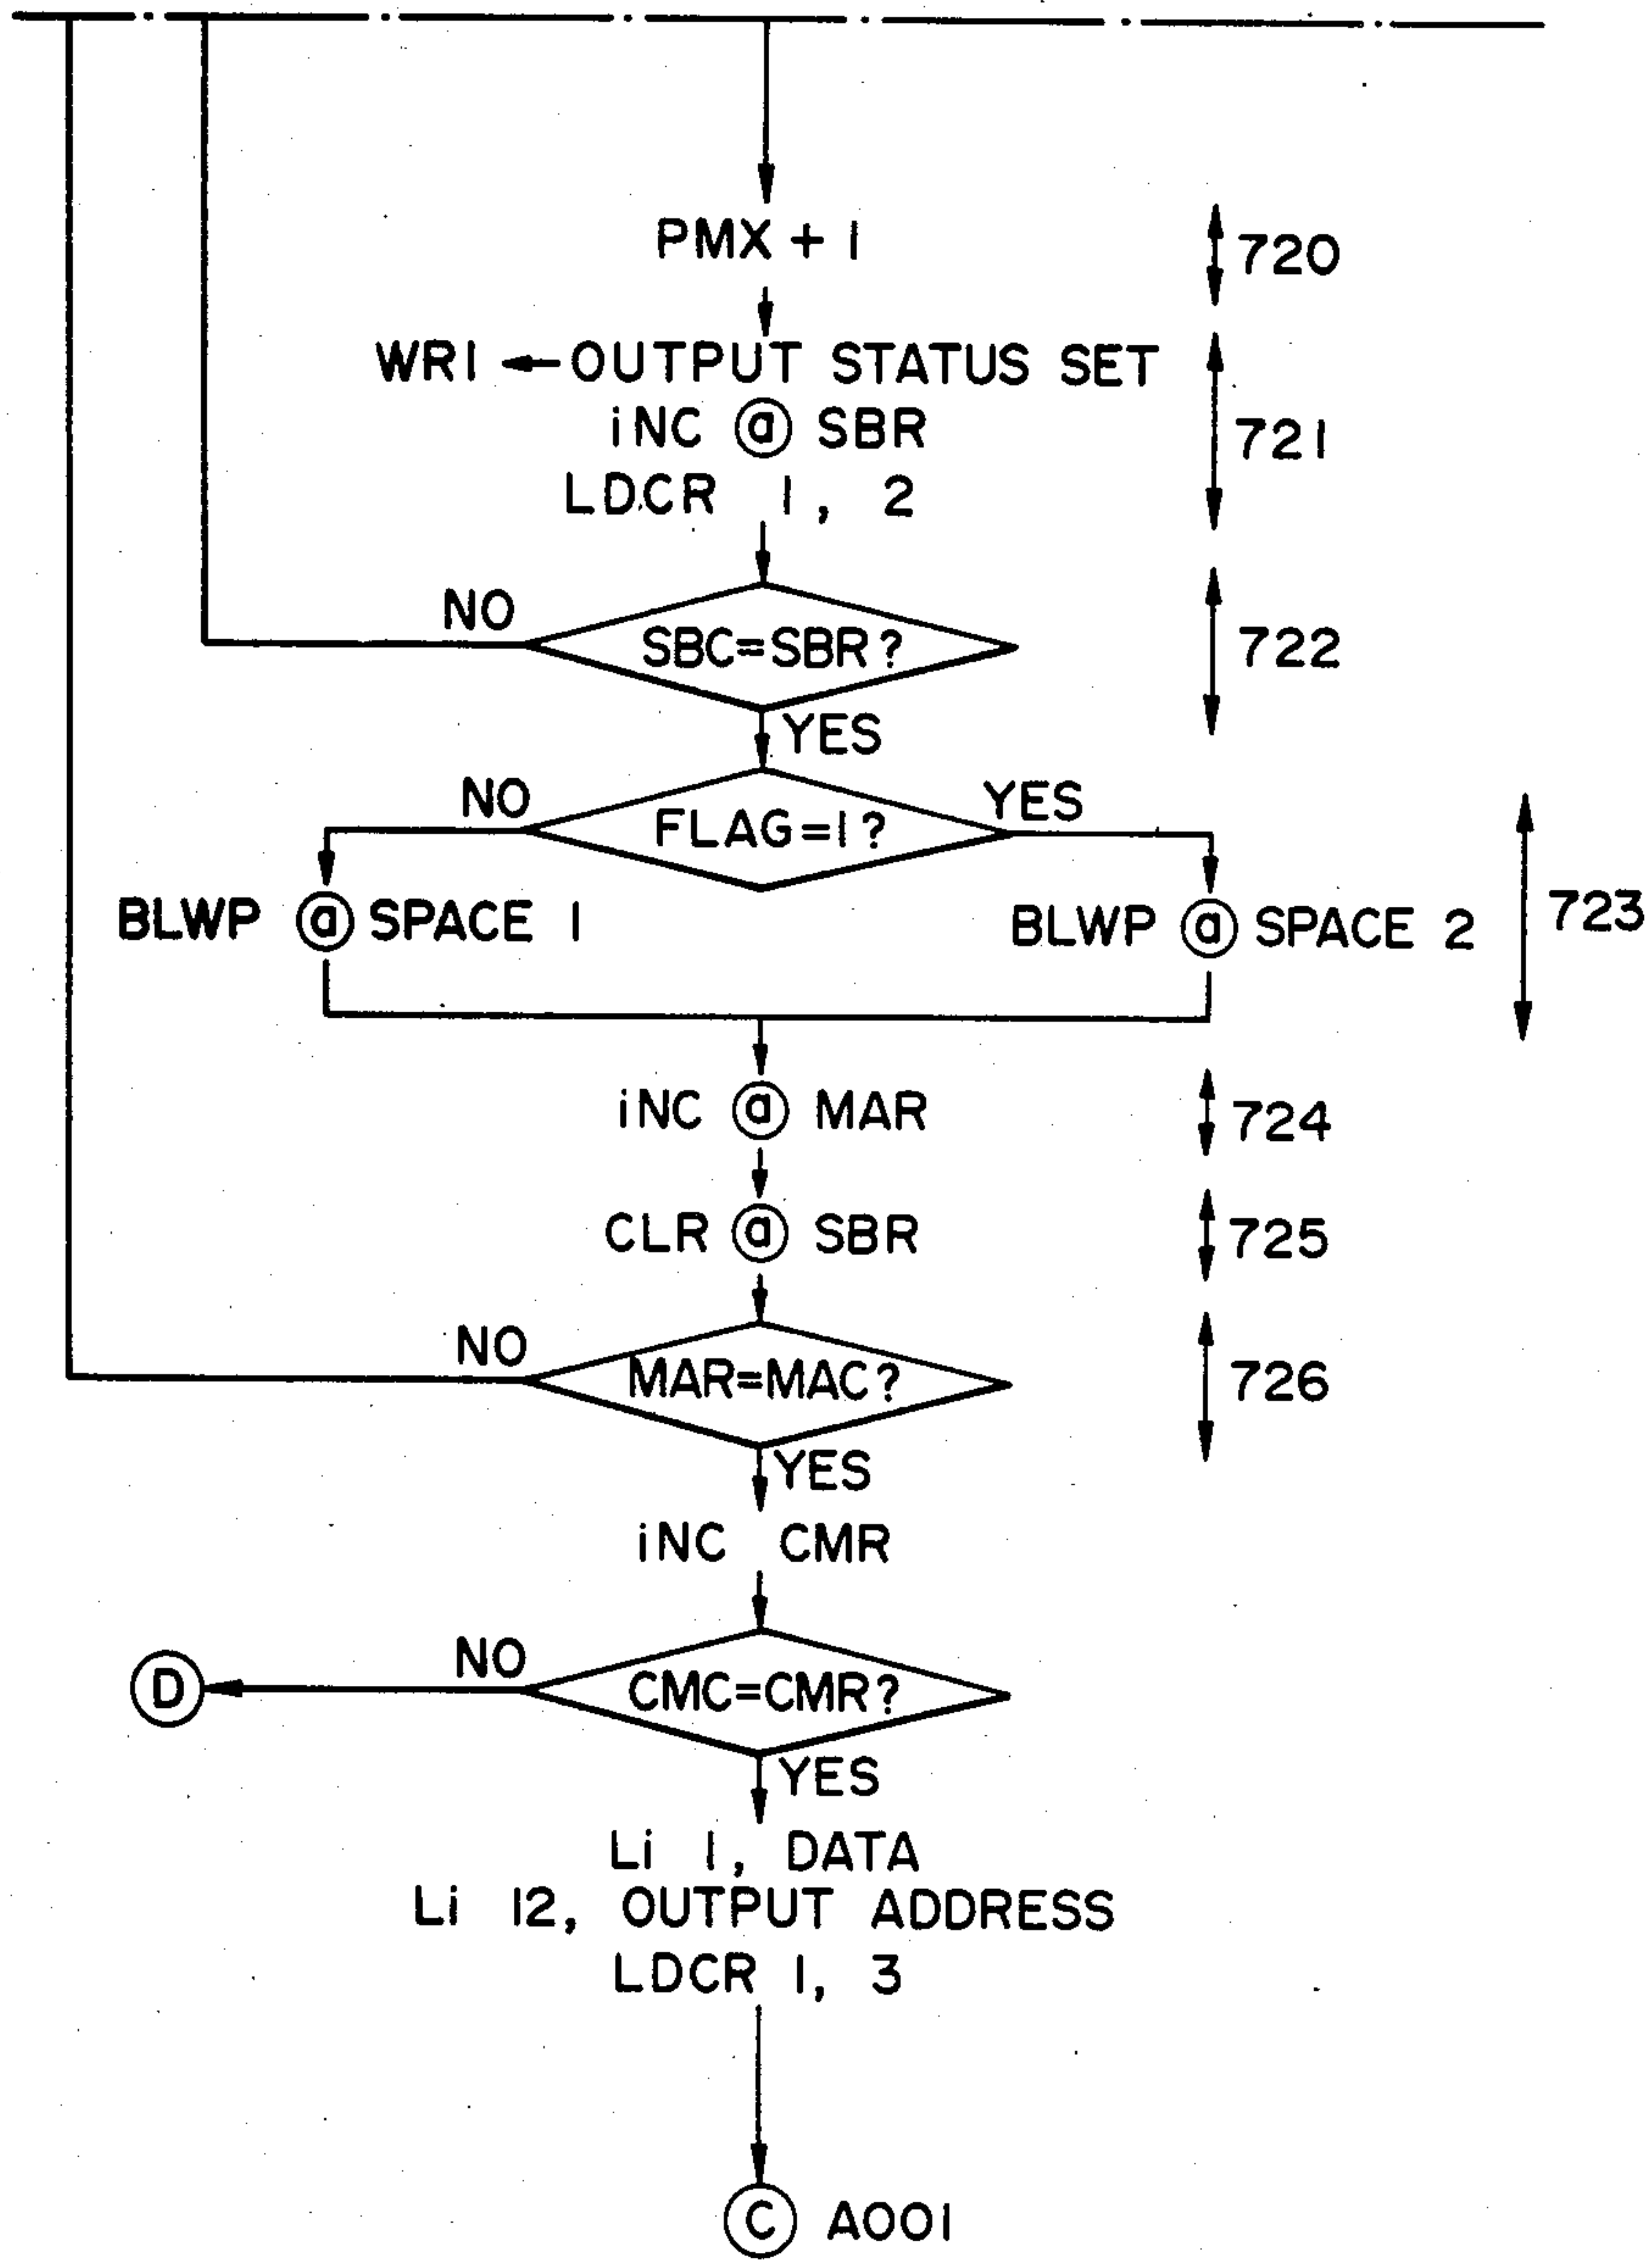 PMX + 1
720
WR1 ← OUTPUT STATUS SET
iNC @ SBR
721
LDCR 1, 2
NO
SBC=SBR?
722
YES
NO
FLAG=1?
YES
BLWP @ SPACE 1
BLWP @ SPACE 2
723
iNC @ MAR
724
CLR @ SBR
725
NO
MAR=MAC?
726
YES
iNC CMR
NO
D
CMC=CMR?
YES
Li 1, DATA
Li 12, OUTPUT ADDRESS
LDCR 1, 3
C A001